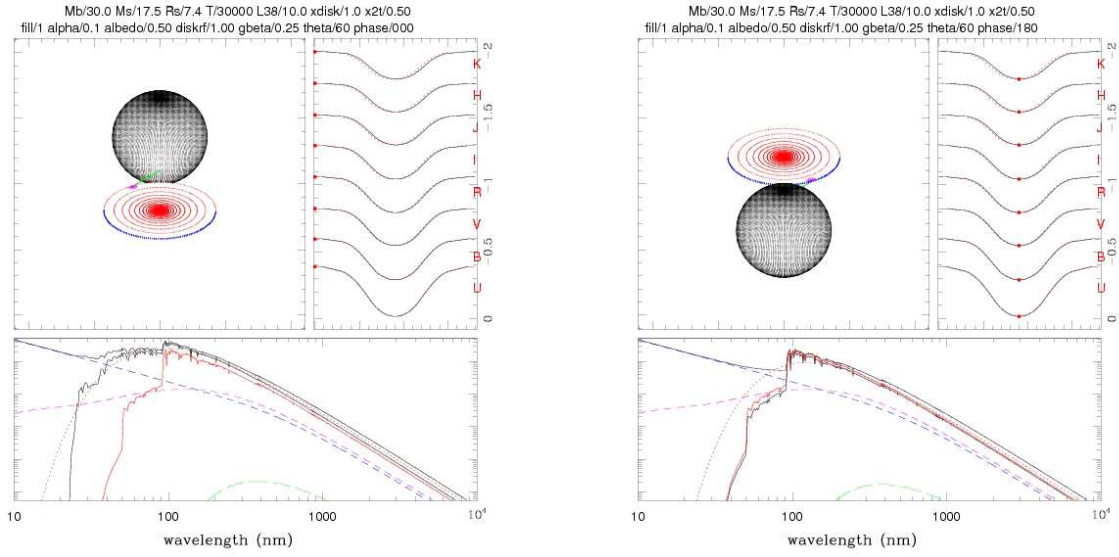 Mb/30.0 Ms/17.5 Rs/7.4 T/30000 L38/10.0 xdisk/1.0 x2t/0.50
fill/1 alpha/0.1 albedo/0.50 diskrf/1.00 gbeta/0.25 theta/60 phase/000
K
H
J
I
R
V
B
U
-2
-1.5
-1
-0.5
0
10
100
1000
10⁴
wavelength (nm)
Mb/30.0 Ms/17.5 Rs/7.4 T/30000 L38/10.0 xdisk/1.0 x2t/0.50
fill/1 alpha/0.1 albedo/0.50 diskrf/1.00 gbeta/0.25 theta/60 phase/180
K
H
J
I
R
V
B
U
-2
-1.5
-1
-0.5
0
10
100
1000
10⁴
wavelength (nm)